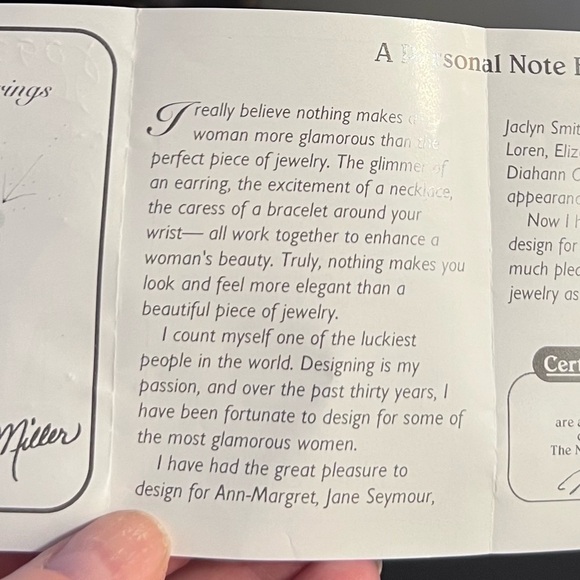 ings
Miller
A Personal Note
I really believe nothing makes a
woman more glamorous than the
perfect piece of jewelry. The glimmer of
an earring, the excitement of a necklace,
the caress of a bracelet around your
wrist— all work together to enhance a
woman's beauty. Truly, nothing makes you
look and feel more elegant than a
beautiful piece of jewelry.
I count myself one of the luckiest
people in the world. Designing is my
passion, and over the past thirty years, I
have been fortunate to design for some of
the most glamorous women.
I have had the great pleasure to
design for Ann-Margret, Jane Seymour,
Jaclyn Smit
Loren, Eliz
Diahann C
appearanc
Now I h
design for
much plea
jewelry as
Cert
are a
The N